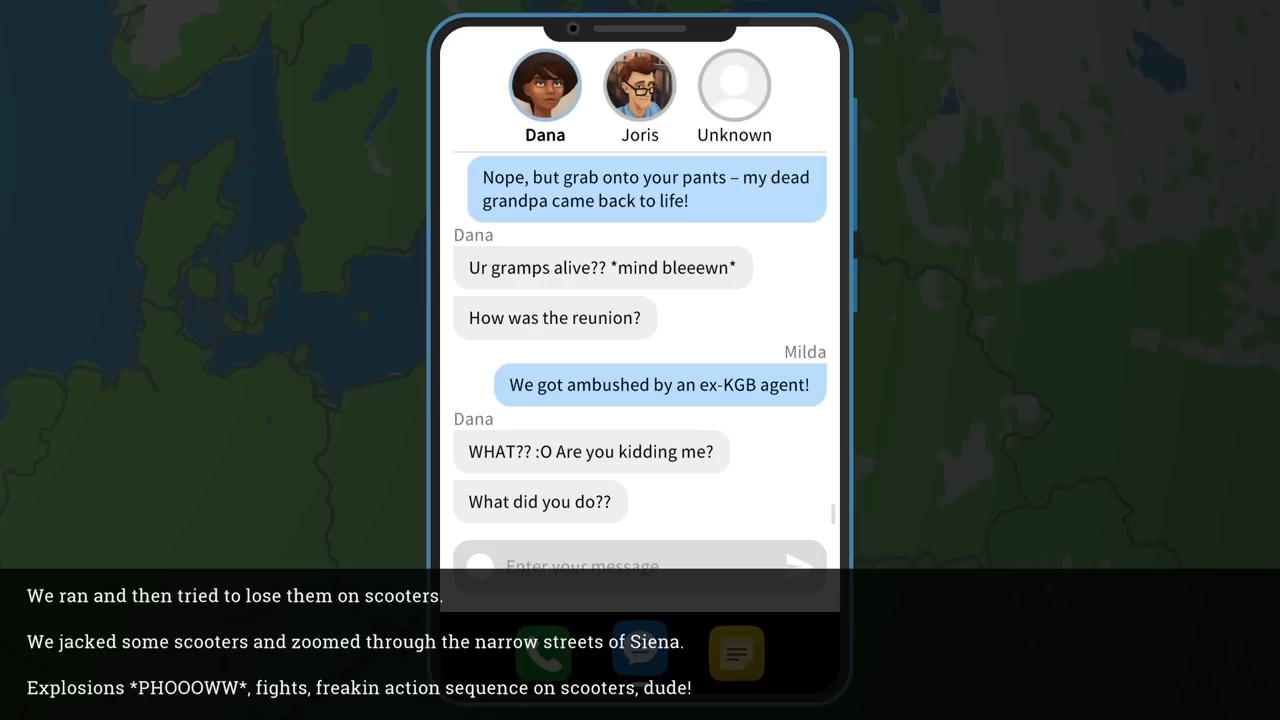 Dana
Joris
Unknown
Nope, but grab onto your pants – my dead
grandpa came back to life!
Dana
Ur gramps alive?? *mind bleeewn*
How was the reunion?
Milda
We got ambushed by an ex-KGB agent!
Dana
WHAT?? :O Are you kidding me?
What did you do??
Enter your message
We ran and then tried to lose them on scooters.
We jacked some scooters and zoomed through the narrow streets of Siena.
Explosions *PHOOOWW*, fights, freakin action sequence on scooters, dude!